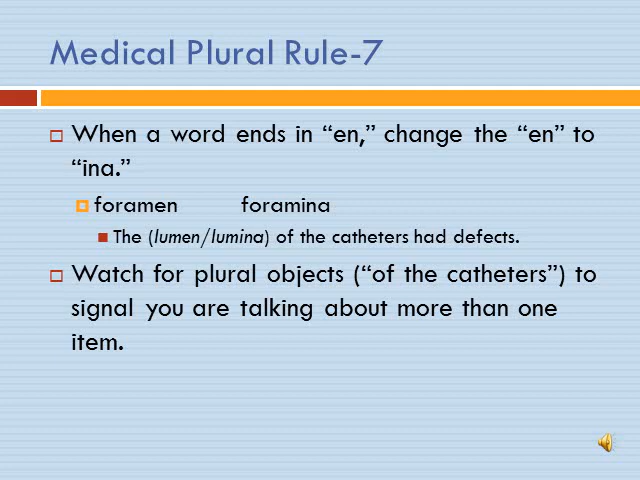 Medical Plural Rule-7
When a word ends in “en,” change the “en” to
“ina.”
foramen foramina
The (lumen/lumina) of the catheters had defects.
Watch for plural objects (“of the catheters”) to
signal you are talking about more than one
item.